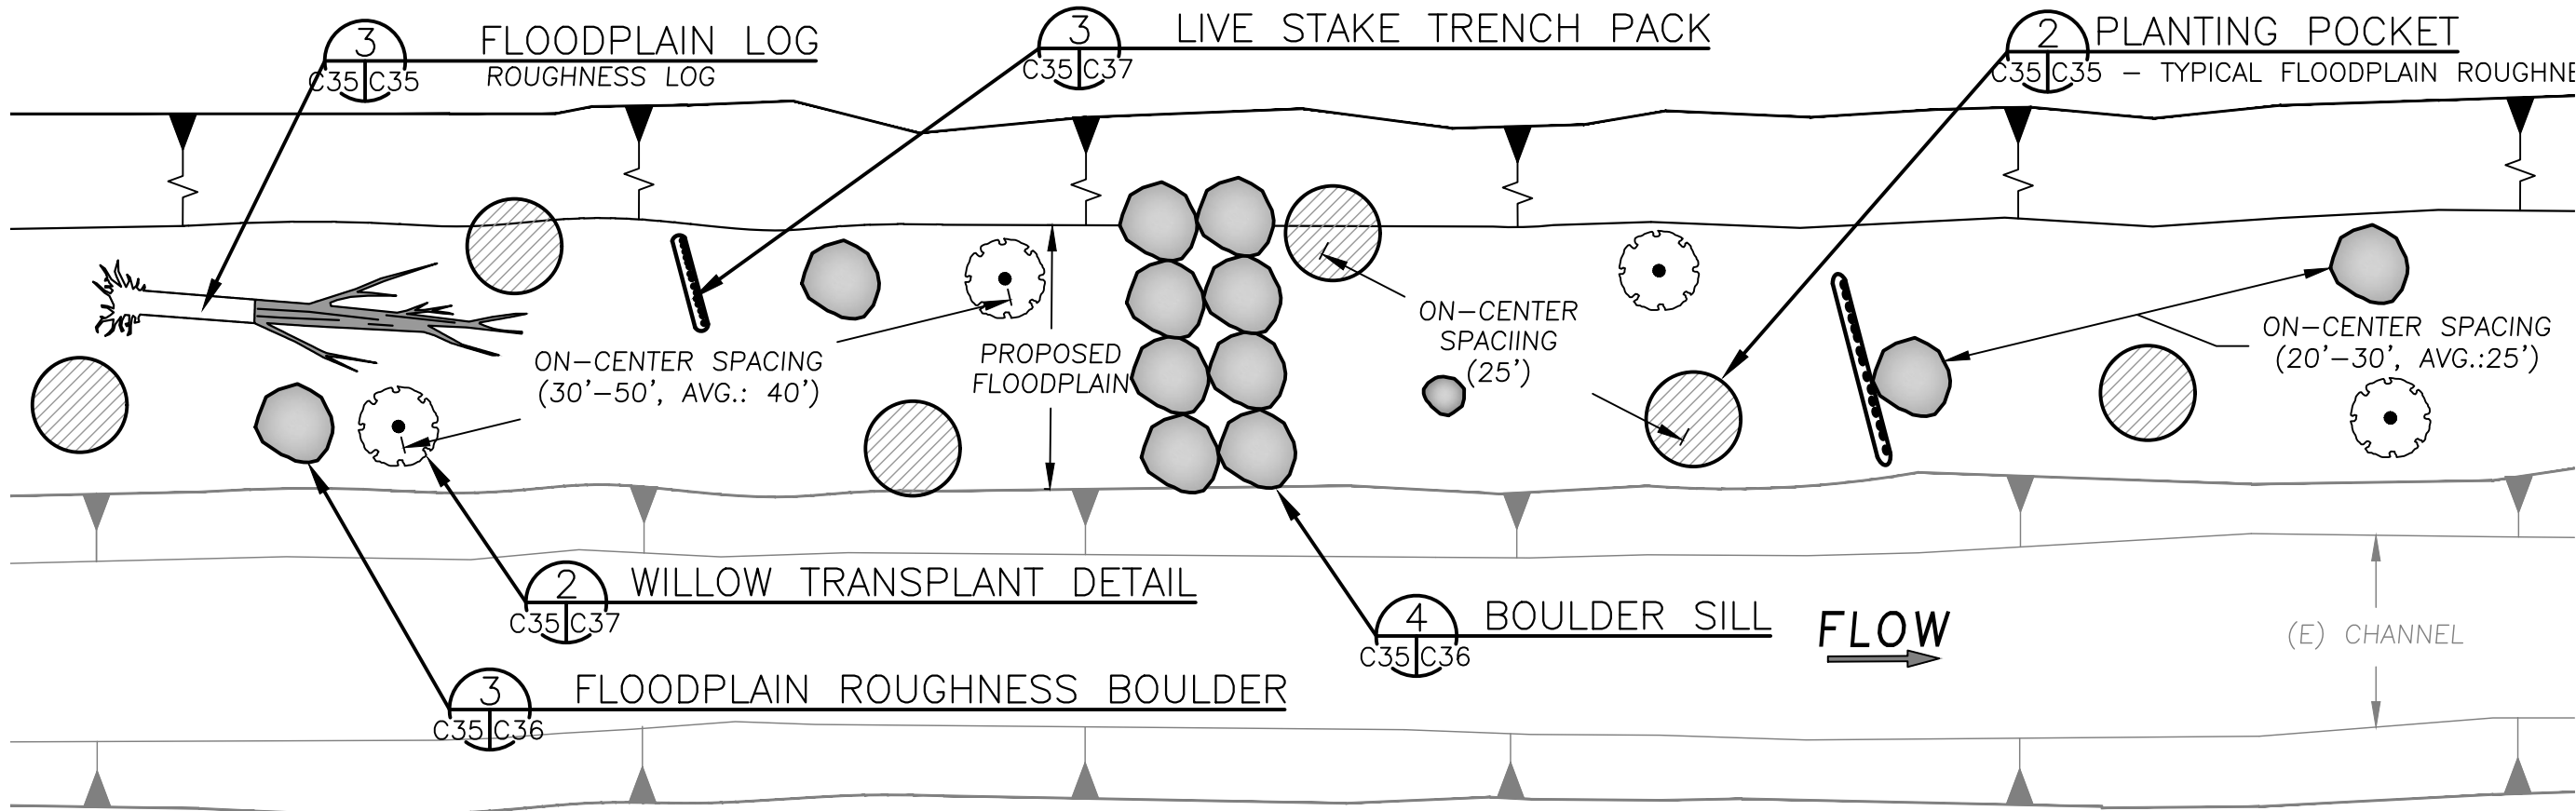 3 FLOODPLAIN LOG
C35 C35 ROUGHNESS LOG
3 LIVE STAKE TRENCH PACK
C35 C37
2 PLANTING POCKET
C35 C35 – TYPICAL FLOODPLAIN ROUGHNE
ON–CENTER SPACING
(30'–50', AVG.: 40')
PROPOSED
FLOODPLAIN
ON–CENTER
SPACIING
(25')
ON–CENTER SPACING
(20'–30', AVG.:25')
2 WILLOW TRANSPLANT DETAIL
C35 C37
4 BOULDER SILL
C35 C36
FLOW
(E) CHANNEL
3 FLOODPLAIN ROUGHNESS BOULDER
C35 C36